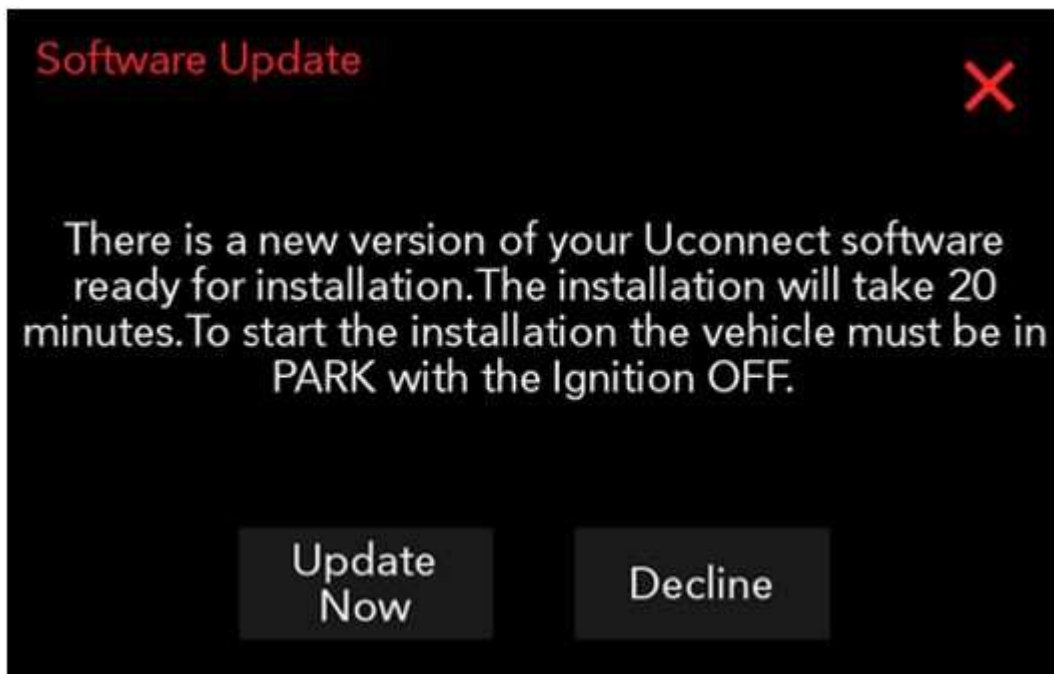 Software Update
There is a new version of your Uconnect software
ready for installation.The installation will take 20
minutes.To start the installation the vehicle must be in
PARK with the Ignition OFF.
Update
Now
Decline